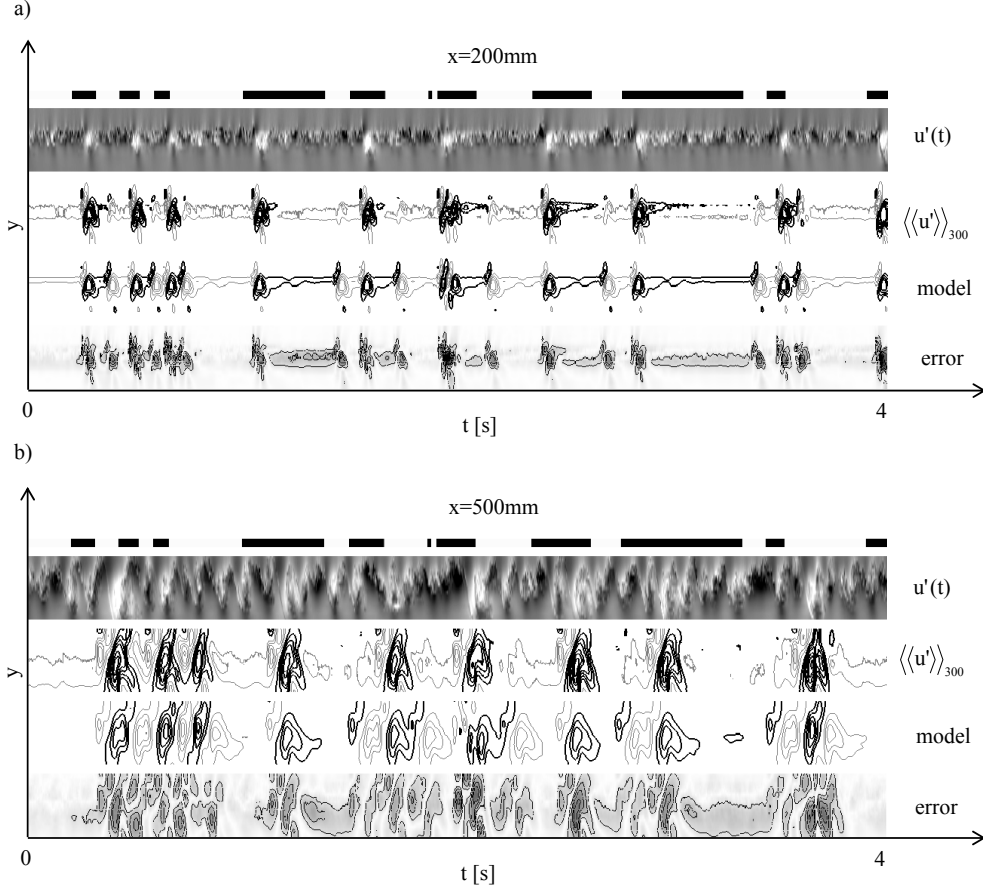 a)
x=200mm
u'(t)
⟨⟨u'⟩⟩₃₀₀
y
model
error
0
4
t [s]
b)
x=500mm
u'(t)
⟨⟨u'⟩⟩₃₀₀
y
model
error
0
4
t [s]